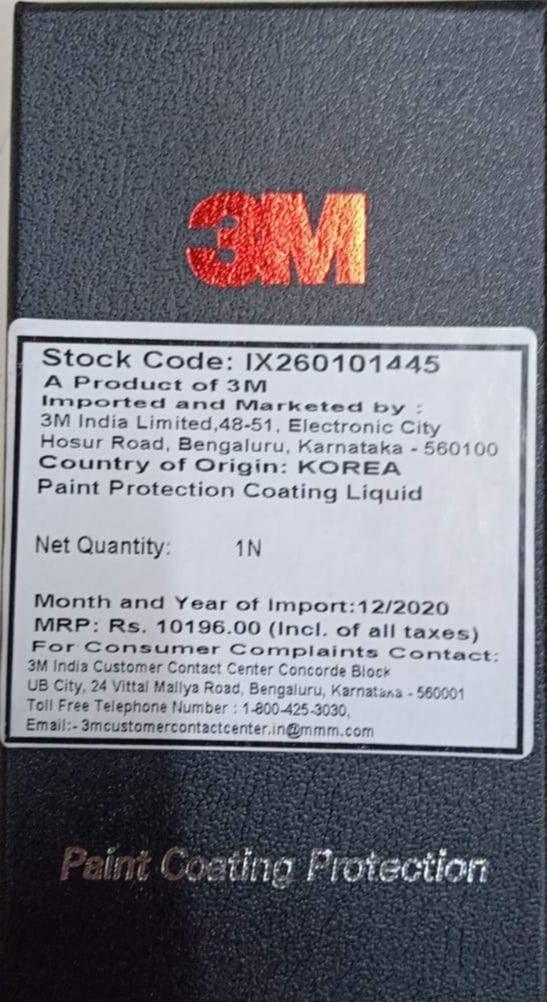 3M
Stock Code: IX260101445
A Product of 3M
Imported and Marketed by :
3M India Limited,48-51, Electronic City
Hosur Road, Bengaluru, Karnataka - 560100
Country of Origin: KOREA
Paint Protection Coating Liquid
Net Quantity: 1N
Month and Year of Import:12/2020
MRP: Rs. 10196.00 (Incl. of all taxes)
For Consumer Complaints Contact:
3M India Customer Contact Center Concorde Block
UB City, 24 Vittal Mallya Road, Bengaluru, Karnataka - 560001
Toll Free Telephone Number : 1-800-425-3030,
Email:- 3mcustomercontactcenter.in@mmm.com
Paint Coating Protection